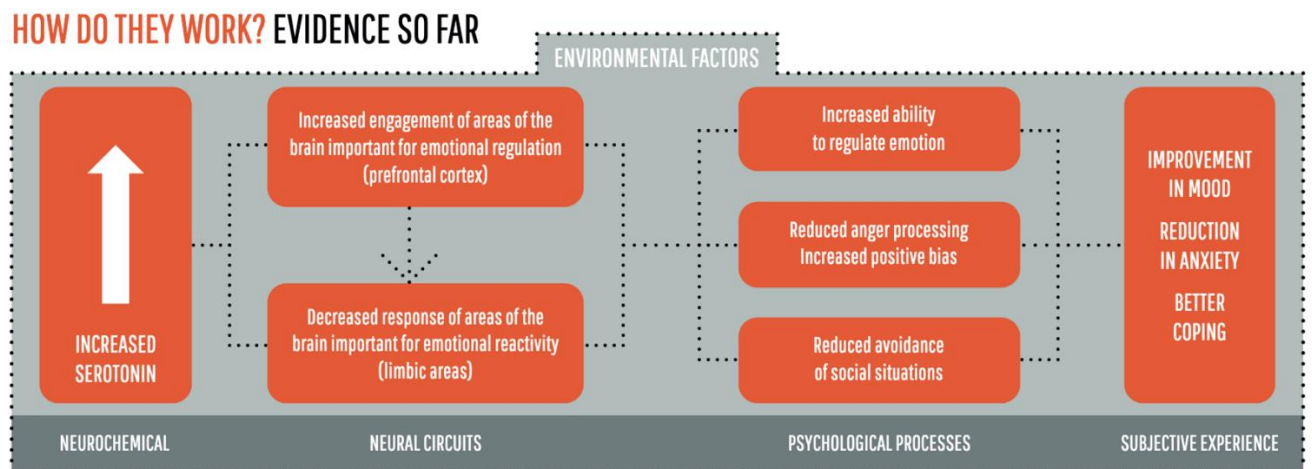 HOW DO THEY WORK? EVIDENCE SO FAR
ENVIRONMENTAL FACTORS
INCREASED
SEROTONIN
Increased engagement of areas of the
brain important for emotional regulation
(prefrontal cortex)
Decreased response of areas of the
brain important for emotional reactivity
(limbic areas)
Increased ability
to regulate emotion
Reduced anger processing
Increased positive bias
Reduced avoidance
of social situations
IMPROVEMENT
IN MOOD
REDUCTION
IN ANXIETY
BETTER
COPING
NEUROCHEMICAL
NEURAL CIRCUITS
PSYCHOLOGICAL PROCESSES
SUBJECTIVE EXPERIENCE